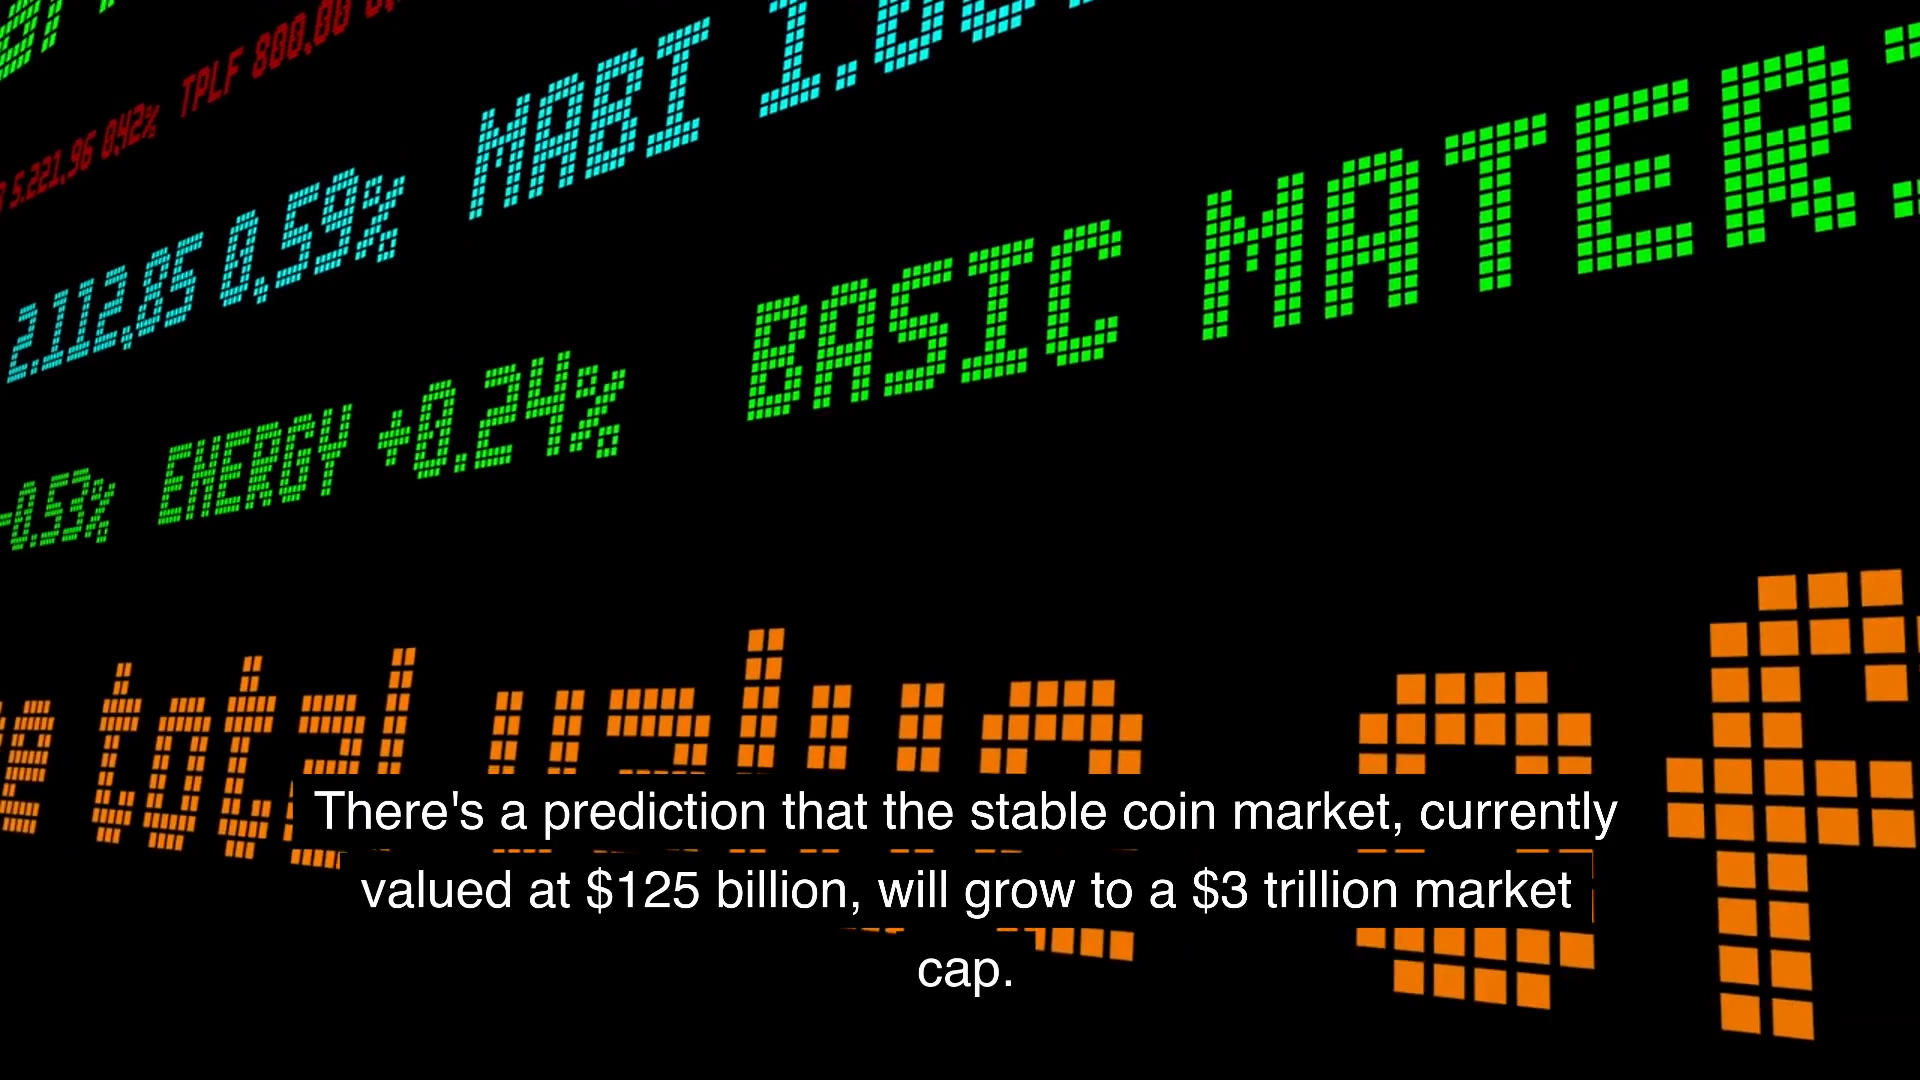 5.221,96 0,42% TPLF 800,00
2.112,85 0,59% MABI 1.
-0.53% ENERGY +0.24% BASIC MATER
total value of
There's a prediction that the stable coin market, currently
valued at $125 billion, will grow to a $3 trillion market
cap.